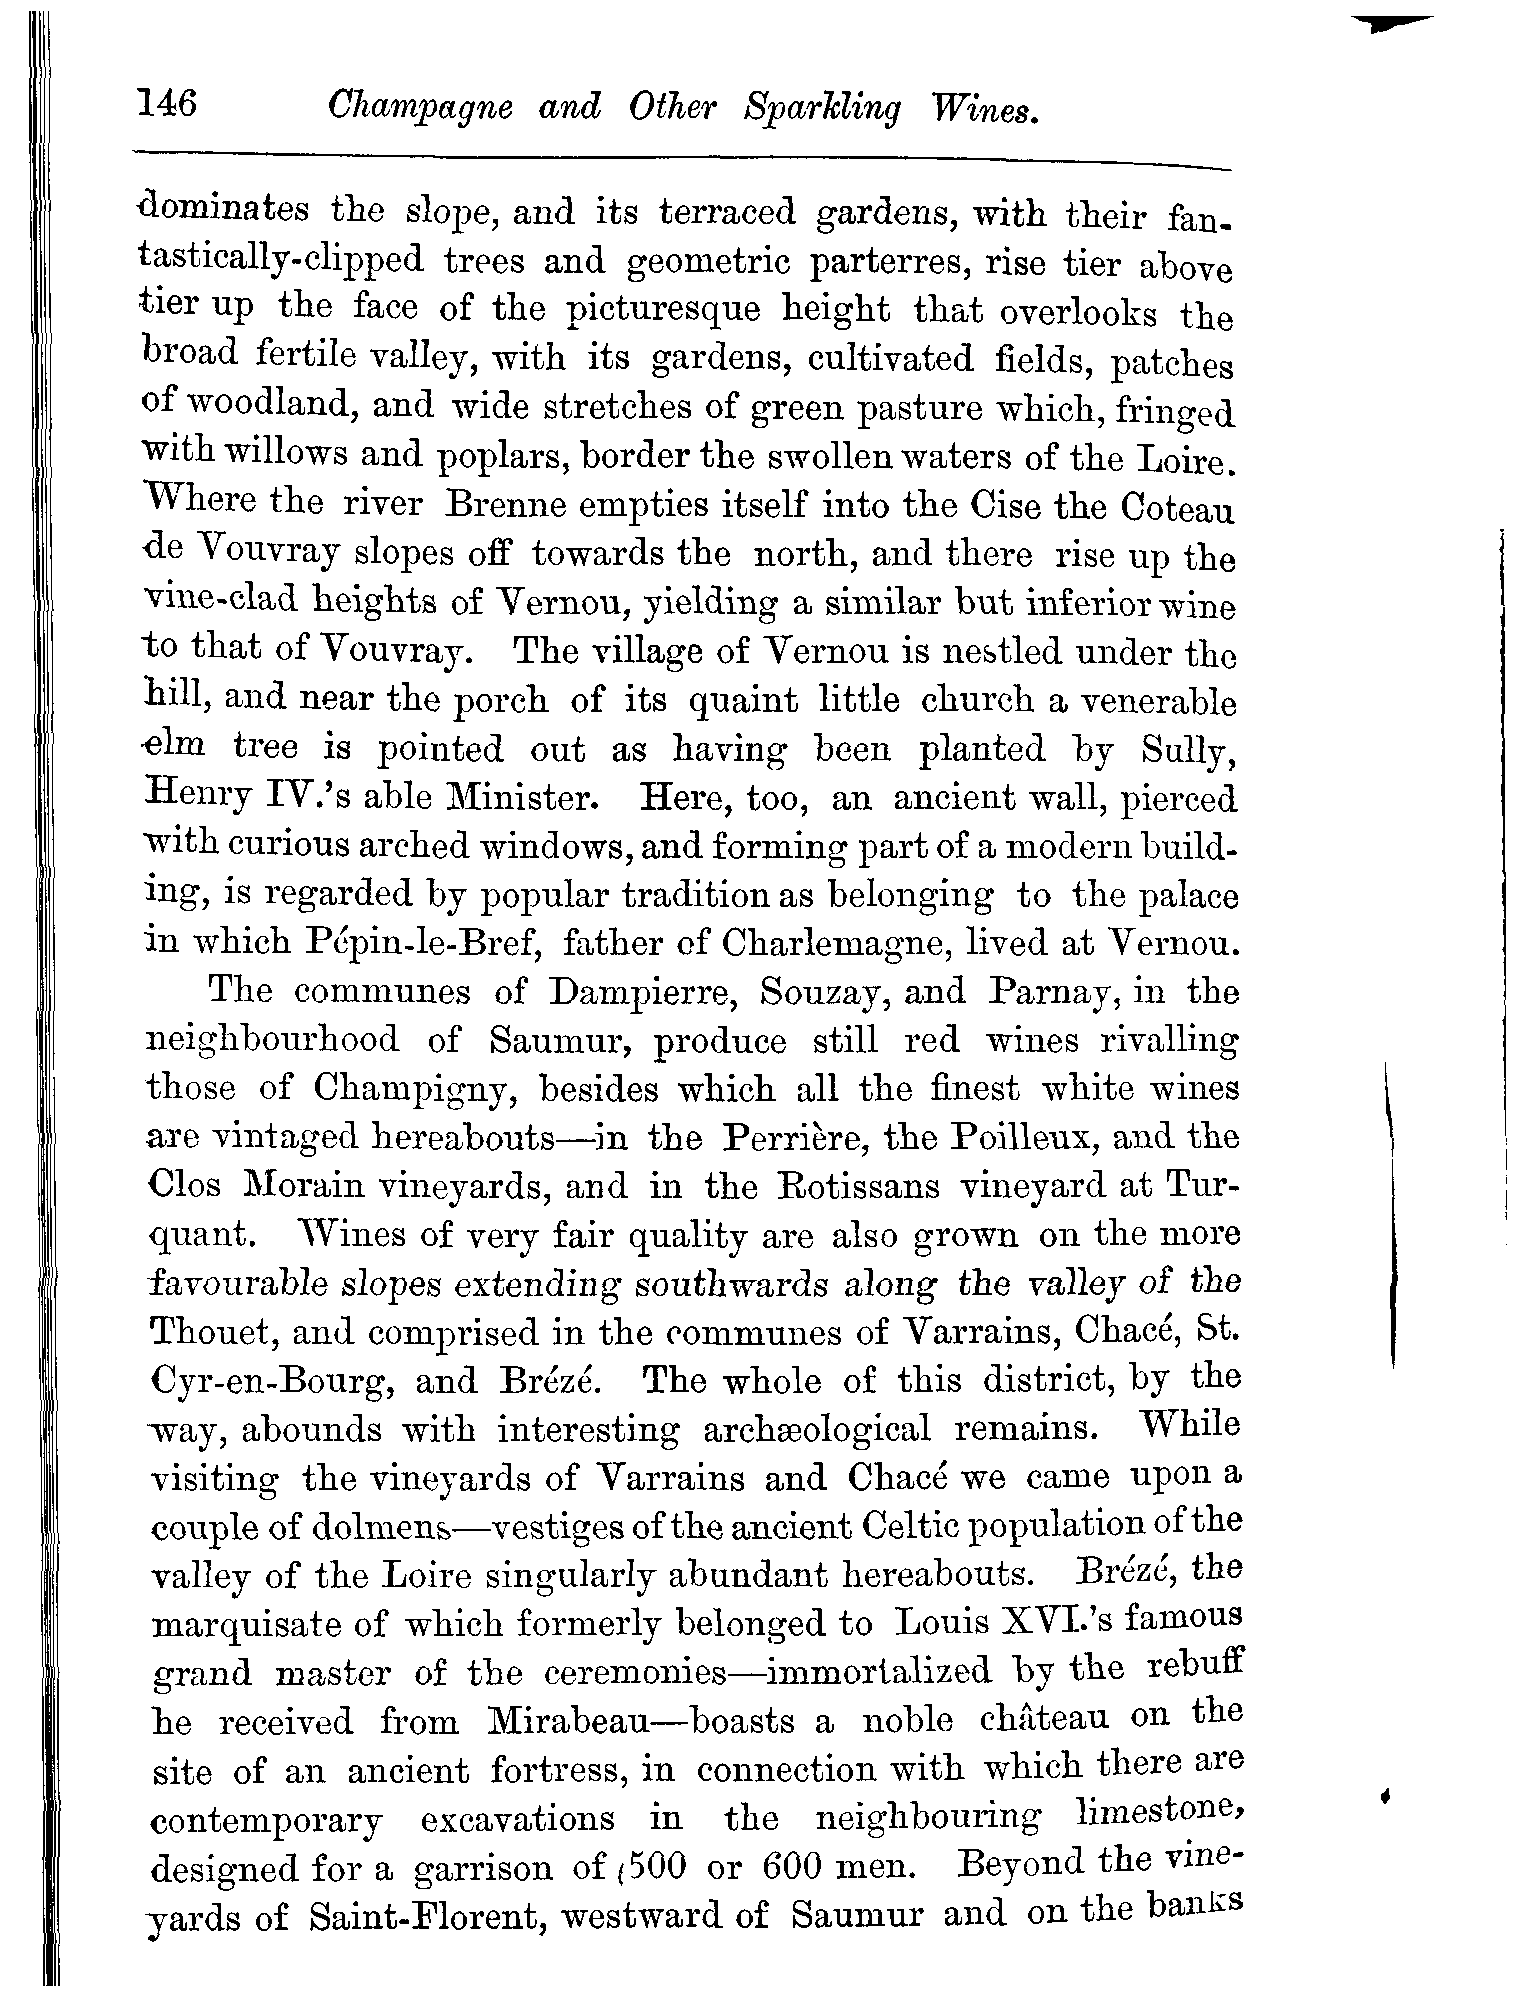 146 Champagne and Other Sparkling Wines.
dominates the slope, and its terraced gardens, with their fan-
tastically-clipped trees and geometric parterres, rise tier above
tier up the face of the picturesque height that overlooks the
broad fertile valley, with its gardens, cultivated fields, patches
of woodland, and wide stretches of green pasture which, fringed
with willows and poplars, border the swollen waters of the Loire.
Where the river Brenne empties itself into the Cise the Coteau
de Vouvray slopes off towards the north, and there rise up the
vine-clad heights of Vernou, yielding a similar but inferior wine
to that of Vouvray. The village of Vernou is nestled under the
hill, and near the porch of its quaint little church a venerable
elm tree is pointed out as having been planted by Sully,
Henry IV.'s able Minister. Here, too, an ancient wall, pierced
with curious arched windows, and forming part of a modern build-
ing, is regarded by popular tradition as belonging to the palace
in which Pépin-le-Bref, father of Charlemagne, lived at Vernou.
The communes of Dampierre, Souzay, and Parnay, in the
neighbourhood of Saumur, produce still red wines rivalling
those of Champigny, besides which all the finest white wines
are vintaged hereabouts—in the Perrière, the Poilleux, and the
Clos Morain vineyards, and in the Rotissans vineyard at Tur-
quant. Wines of very fair quality are also grown on the more
favourable slopes extending southwards along the valley of the
Thouet, and comprised in the communes of Varrains, Chacé, St.
Cyr-en-Bourg, and Brézé. The whole of this district, by the
way, abounds with interesting archæological remains. While
visiting the vineyards of Varrains and Chacé we came upon a
couple of dolmens—vestiges of the ancient Celtic population of the
valley of the Loire singularly abundant hereabouts. Brézé, the
marquisate of which formerly belonged to Louis XVI.'s famous
grand master of the ceremonies—immortalized by the rebuff
he received from Mirabeau—boasts a noble château on the
site of an ancient fortress, in connection with which there are
contemporary excavations in the neighbouring limestone,
designed for a garrison of 500 or 600 men. Beyond the vine-
yards of Saint-Florent, westward of Saumur and on the banks